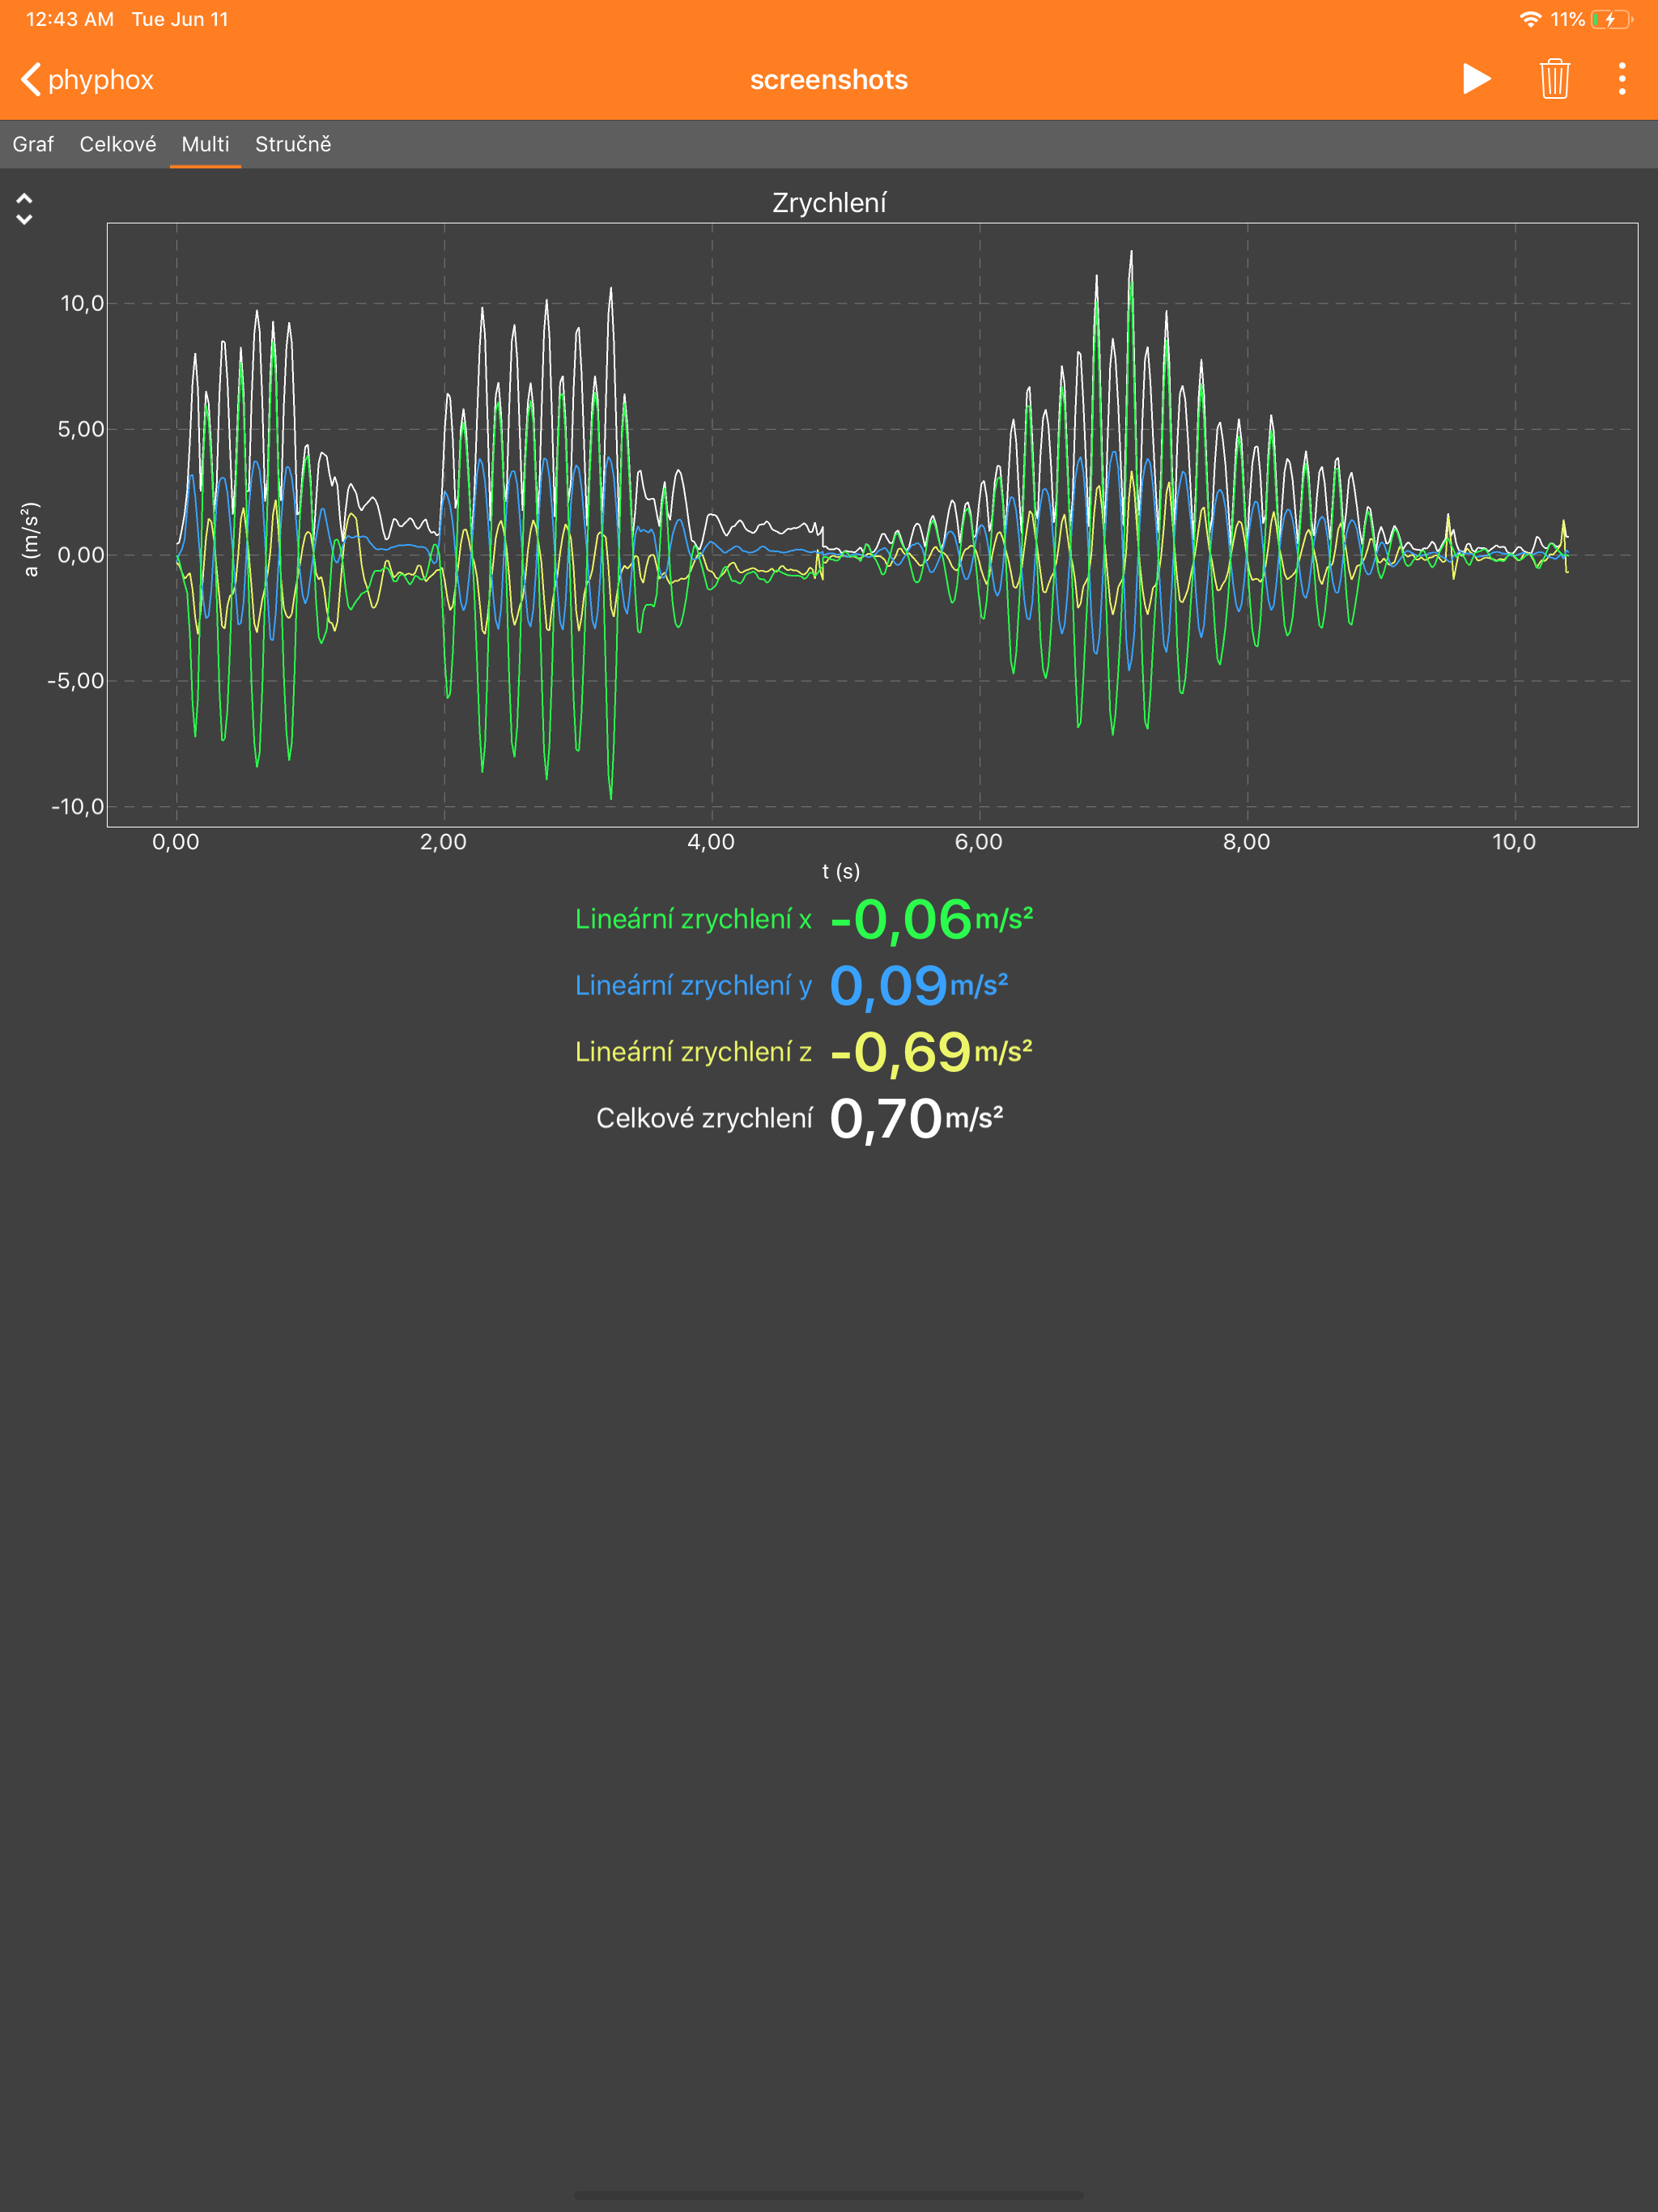 12:43 AM Tue Jun 11
11%
phyphox
screenshots
Graf Celkové Multi Stručně
Zrychlení
a (m/s²)
10,0
5,00
0,00
-5,00
-10,0
0,00 2,00 4,00 6,00 8,00 10,0
t (s)
Lineární zrychlení x -0,06 m/s²
Lineární zrychlení y 0,09 m/s²
Lineární zrychlení z -0,69 m/s²
Celkové zrychlení 0,70 m/s²